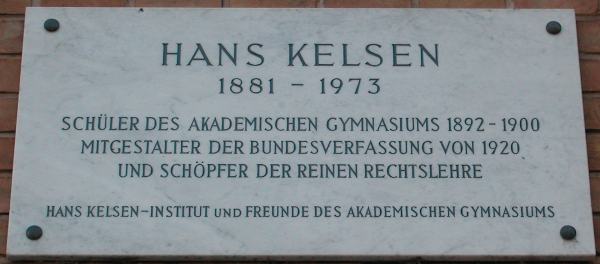 HANS KELSEN
1881 – 1973
SCHÜLER DES AKADEMISCHEN GYMNASIUMS 1892 - 1900
MITGESTALTER DER BUNDESVERFASSUNG VON 1920
UND SCHÖPFER DER REINEN RECHTSLEHRE
HANS KELSEN-INSTITUT UND FREUNDE DES AKADEMISCHEN GYMNASIUMS